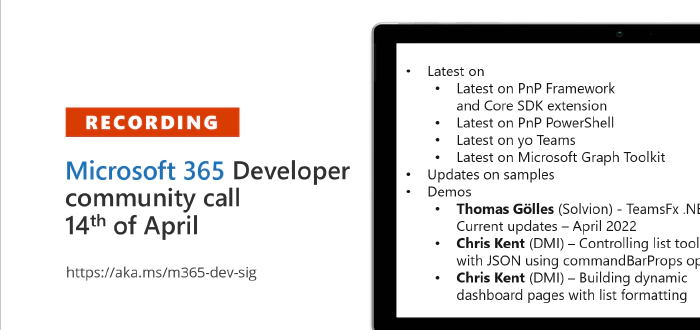 RECORDING
Microsoft 365 Developer
community call
14th of April
https://aka.ms/m365-dev-sig
• Latest on
• Latest on PnP Framework
and Core SDK extension
• Latest on PnP PowerShell
• Latest on yo Teams
• Latest on Microsoft Graph Toolkit
• Updates on samples
• Demos
• Thomas Gölles (Solvion) - TeamsFx .NE
Current updates – April 2022
• Chris Kent (DMI) – Controlling list tool
with JSON using commandBarProps op
• Chris Kent (DMI) – Building dynamic
dashboard pages with list formatting